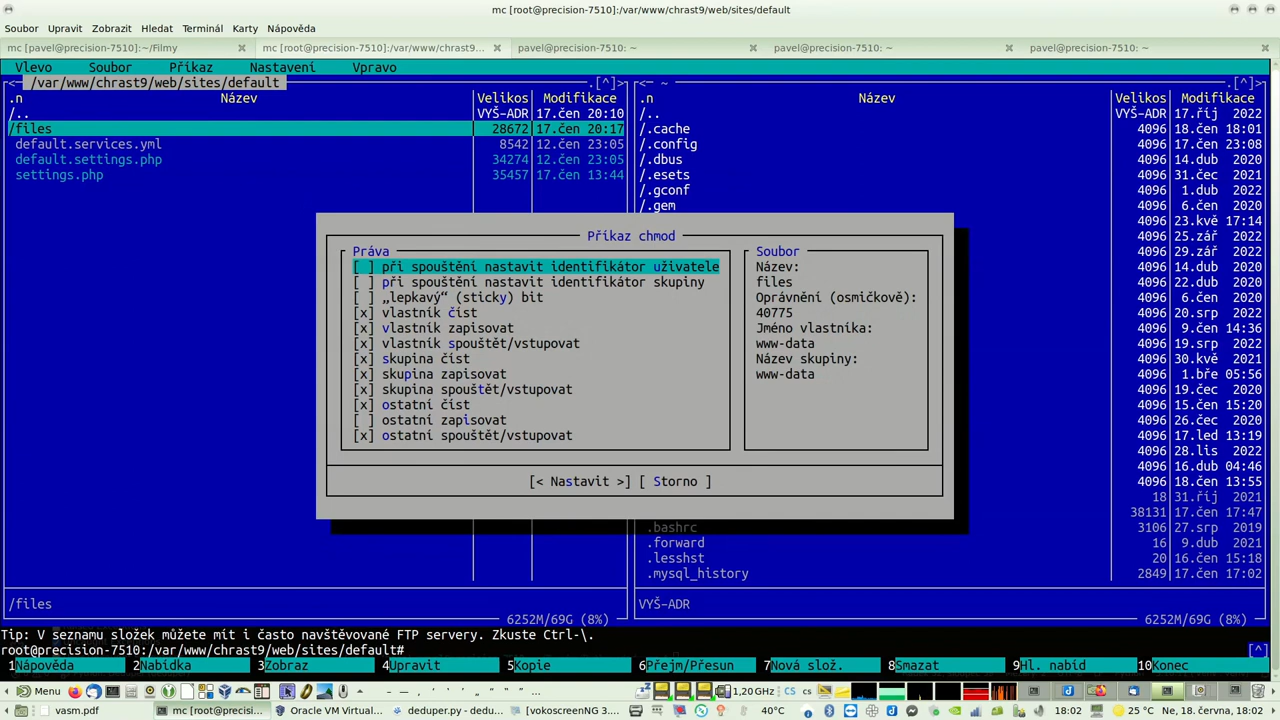 mc [root@precision-7510]:/var/www/chrast9/web/sites/default
Soubor Upravit Zobrazit Hledat Terminál Karty Nápověda
mc [pavel@precision-7510]:~/Filmy
mc [root@precision-7510]:/var/www/chrast9...
pavel@precision-7510: ~
pavel@precision-7510: ~
pavel@precision-7510: ~
Vlevo Soubor Příkaz Nastavení Vpravo
<─ /var/www/chrast9/web/sites/default .[^]>
.n Název Velikos Modifikace
/.. VYŠ-ADR 17.čen 20:10
/files 28672 17.čen 20:17
default.services.yml 8542 12.čen 23:05
default.settings.php 34274 12.čen 23:05
settings.php 35457 17.čen 13:44
<─ ~ .[^]>
.n Název Velikos Modifikace
/.. VYŠ-ADR 17.říj 2022
/.cache 4096 18.čen 18:01
/.config 4096 17.čen 23:08
/.dbus 4096 14.dub 2020
/.esets 4096 31.čec 2021
/.gconf 4096 1.dub 2022
/.gem 4096 6.čen 2020
4096 23.kvě 17:14
4096 25.zář 2022
4096 29.zář 2022
4096 14.dub 2020
4096 2.zář 2022
4096 6.čen 2020
4096 20.srp 2022
4096 9.čen 14:36
4096 19.srp 2022
4096 30.kvě 2021
4096 1.bře 05:56
4096 19.čec 2020
4096 15.čen 15:20
4096 26.čec 2020
4096 17.led 13:19
4096 28.lis 2022
4096 16.dub 04:46
4096 18.čen 13:55
18 31.říj 2021
38131 17.čen 17:47
.bashrc 3106 27.srp 2019
.forward 16 9.dub 2021
.lesshst 20 16.čen 15:18
.mysql_history 2849 17.čen 17:02
Příkaz chmod
Práva
[ ] při spouštění nastavit identifikátor uživatele
[ ] při spouštění nastavit identifikátor skupiny
[ ] „lepkavý“ (sticky) bit
[x] vlastník číst
[x] vlastník zapisovat
[x] vlastník spouštět/vstupovat
[x] skupina číst
[x] skupina zapisovat
[x] skupina spouštět/vstupovat
[x] ostatní číst
[ ] ostatní zapisovat
[x] ostatní spouštět/vstupovat
Soubor
Název:
files
Oprávnění (osmičkově):
40775
Jméno vlastníka:
www-data
Název skupiny:
www-data
[< Nastavit >] [ Storno ]
/files
6252M/69G (8%)
VYŠ-ADR
6252M/69G (8%)
Tip: V seznamu složek můžete mít i často navštěvované FTP servery. Zkuste Ctrl-\.
root@precision-7510:/var/www/chrast9/web/sites/default# [^]
1Nápověda 2Nabídka 3Zobraz 4Upravit 5Kopie 6Přejm/Přesun 7Nová slož. 8Smazat 9Hl. nabíd 10Konec
Menu 1,20 GHz CS cs
vasm.pdf mc [root@precision-... Oracle VM Virtual... deduper.py - dedu... [vokoscreenNG 3.... 40°C 18:02 25 °C Ne, 18. června, 18:02